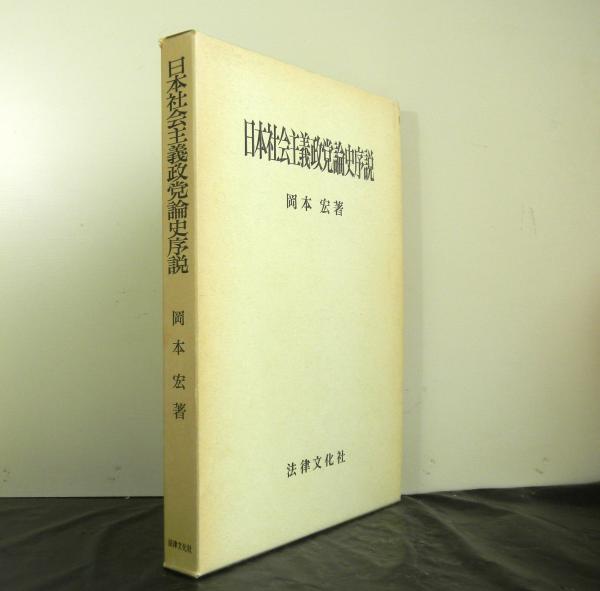 日本社会主義政党論史序説
岡本宏著
法律文化社
日本社会主義政党論史序説
岡本宏著
法律文化社